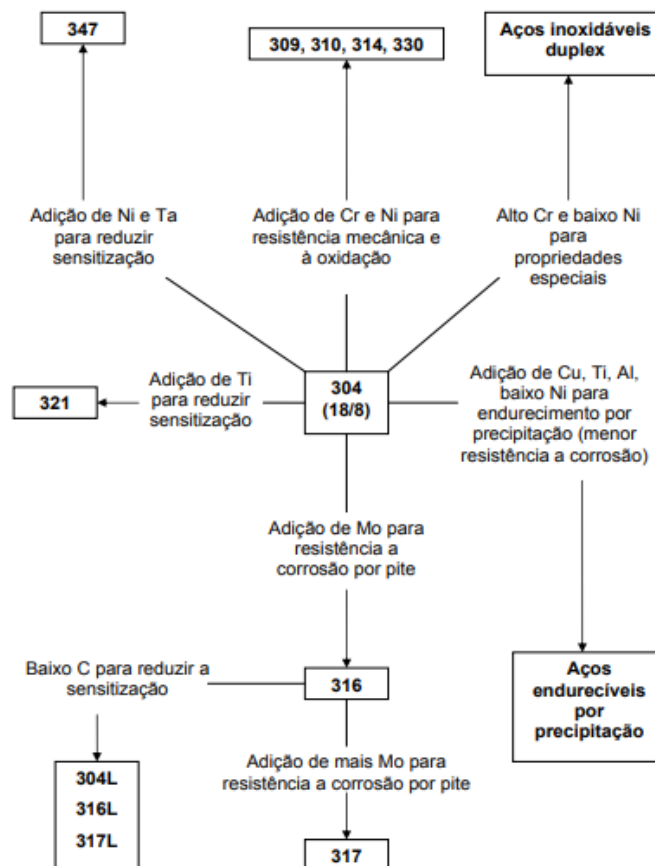 347
309, 310, 314, 330
Aços inoxidáveis
duplex
Adição de Ni e Ta
para reduzir
sensitização
Adição de Cr e Ni para
resistência mecânica e
à oxidação
Alto Cr e baixo Ni
para
propriedades
especiais
321
Adição de Ti
para reduzir
sensitização
304
(18/8)
Adição de Cu, Ti, Al,
baixo Ni para
endurecimento por
precipitação (menor
resistência a corrosão)
Adição de Mo para
resistência a
corrosão por pite
Baixo C para reduzir a
sensitização
316
Aços
endurecíveis
por
precipitação
Adição de mais Mo para
resistência a corrosão por pite
304L
316L
317L
317